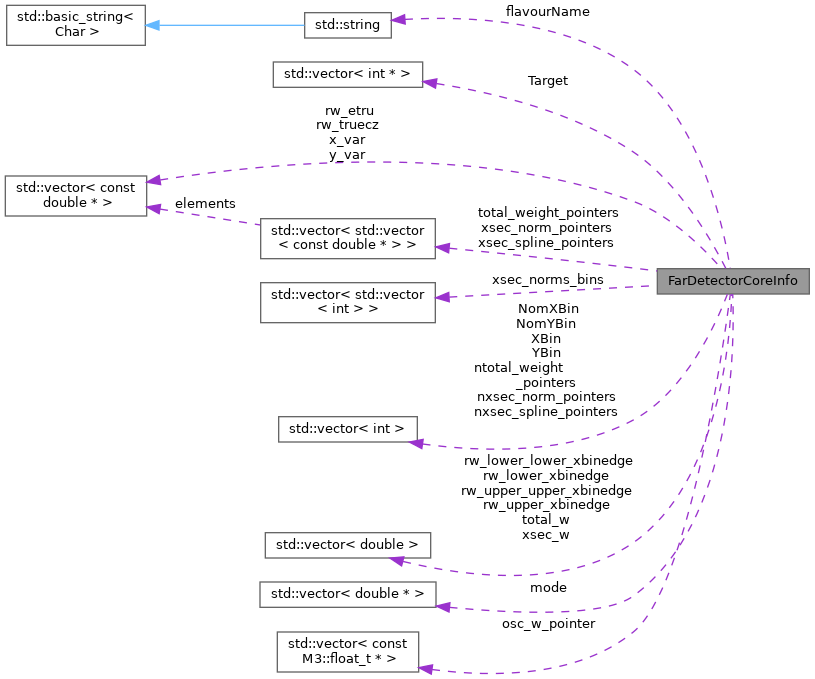 std::basic_string<
Char >
std::string
flavourName
std::vector< int * >
Target
rw_etru
rw_truecz
x_var
y_var
std::vector< const
double * >
elements
std::vector< std::vector
< const double * > >
total_weight_pointers
xsec_norm_pointers
xsec_spline_pointers
FarDetectorCoreInfo
std::vector< std::vector
< int > >
xsec_norms_bins
NomXBin
NomYBin
XBin
YBin
ntotal_weight
_pointers
nxsec_norm_pointers
nxsec_spline_pointers
std::vector< int >
rw_lower_lower_xbinedge
rw_lower_xbinedge
rw_upper_upper_xbinedge
rw_upper_xbinedge
total_w
xsec_w
std::vector< double >
mode
std::vector< double * >
osc_w_pointer
std::vector< const
M3::float_t * >